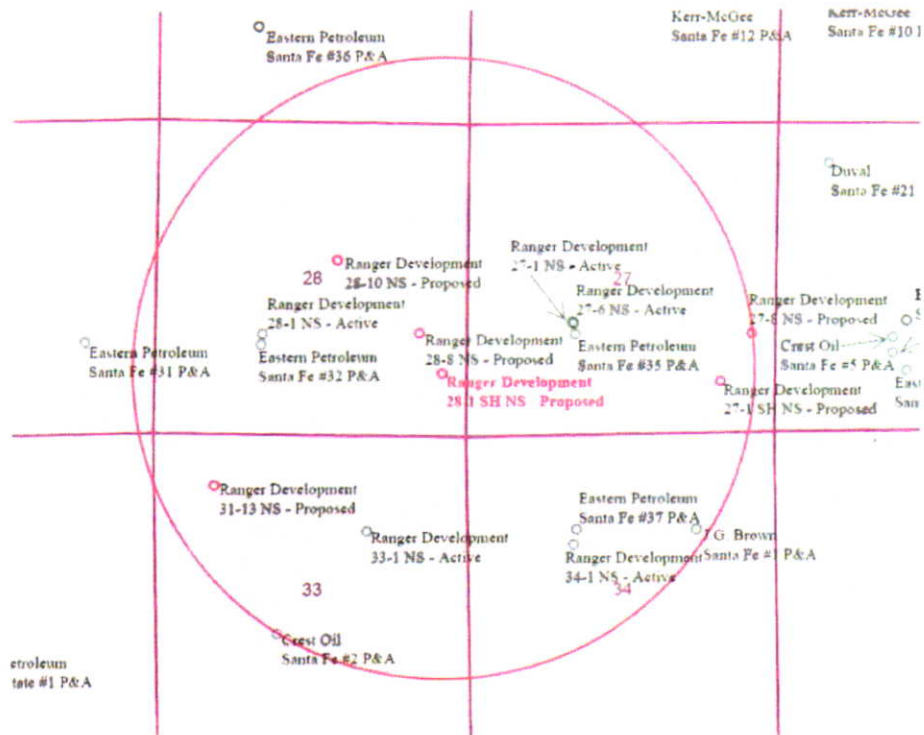 Kerr-McGee
Santa Fe #12 P&A
Kerr-McGee
Santa Fe #10
Eastern Petroleum
Santa Fe #36 P&A
Duval
Santa Fe #21
28
Ranger Development
28-10 NS - Proposed
Ranger Development
27-1 NS - Active
27
Ranger Development
27-6 NS - Active
Ranger Development
27-8 NS - Proposed
Ranger Development
28-1 NS - Active
Eastern Petroleum
Santa Fe #31 P&A
Eastern Petroleum
Santa Fe #32 P&A
Ranger Development
28-8 NS - Proposed
Eastern Petroleum
Santa Fe #35 P&A
Crest Oil
Santa Fe #5 P&A
Ranger Development
28-1 SH NS Proposed
Ranger Development
27-1 SH NS - Proposed
Ranger Development
31-13 NS - Proposed
Ranger Development
33-1 NS - Active
Eastern Petroleum
Santa Fe #37 P&A
J.G. Brown
Santa Fe #1 P&A
Ranger Development
34-1 NS - Active
33
34
Crest Oil
Santa Fe #2 P&A
etroleum
tate #1 P&A